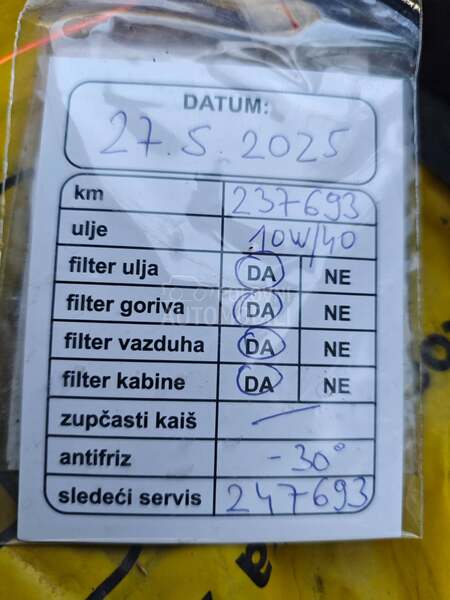 DATUM:
27.5.2025
km 237693
ulje 10W/40
filter ulja DA NE
filter goriva DA NE
filter vazduha DA NE
filter kabine DA NE
zupčasti kaiš —
antifriz -30°
sledeći servis 247693